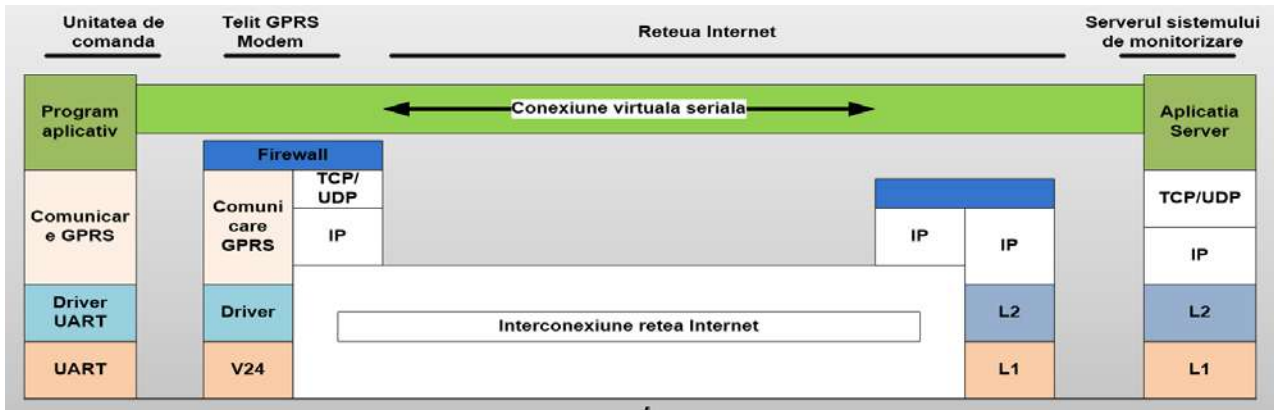 Unitatea de
comanda
Telit GPRS
Modem
Reteua Internet
Serverul sistemului
de monitorizare
Program
aplicativ
Conexiune virtuala seriala
Aplicatia
Server
Firewall
Comunicar
e GPRS
Comuni
care
GPRS
TCP/
UDP
IP
IP
IP
TCP/UDP
IP
Driver
UART
Driver
Interconexiune retea Internet
L2
L2
UART
V24
L1
L1